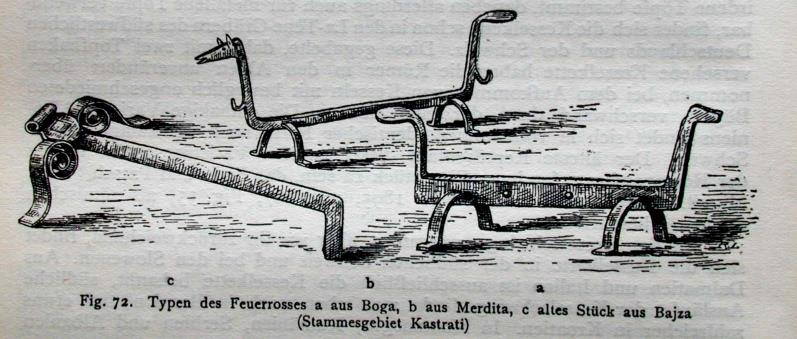 c b a
Fig. 72. Typen des Feuerrosses a aus Boga, b aus Merdita, c altes Stück aus Bajza
(Stammesgebiet Kastrati)